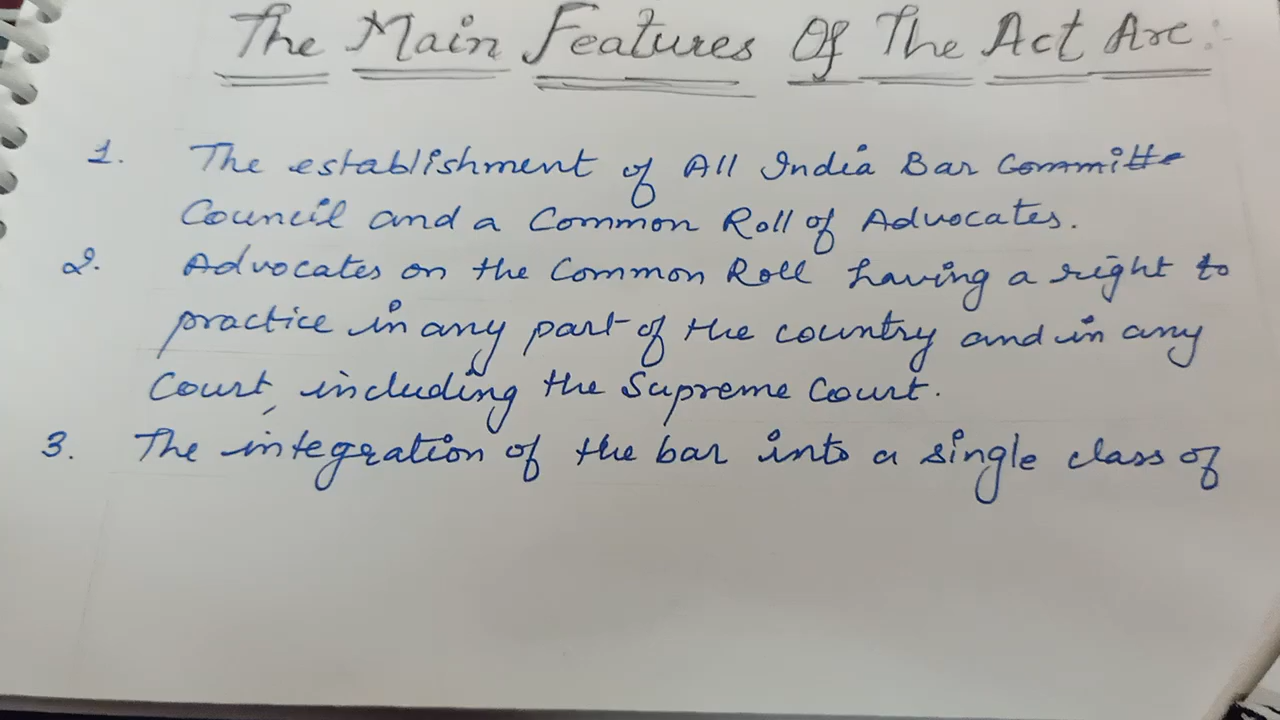 The Main Features Of The Act Are:
1. The establishment of All India Bar Committe
Council and a Common Roll of Advocates.
2. Advocates on the Common Roll having a right to
practice in any part of the country and in any
Court, including the Supreme Court.
3. The integration of the bar into a single class of